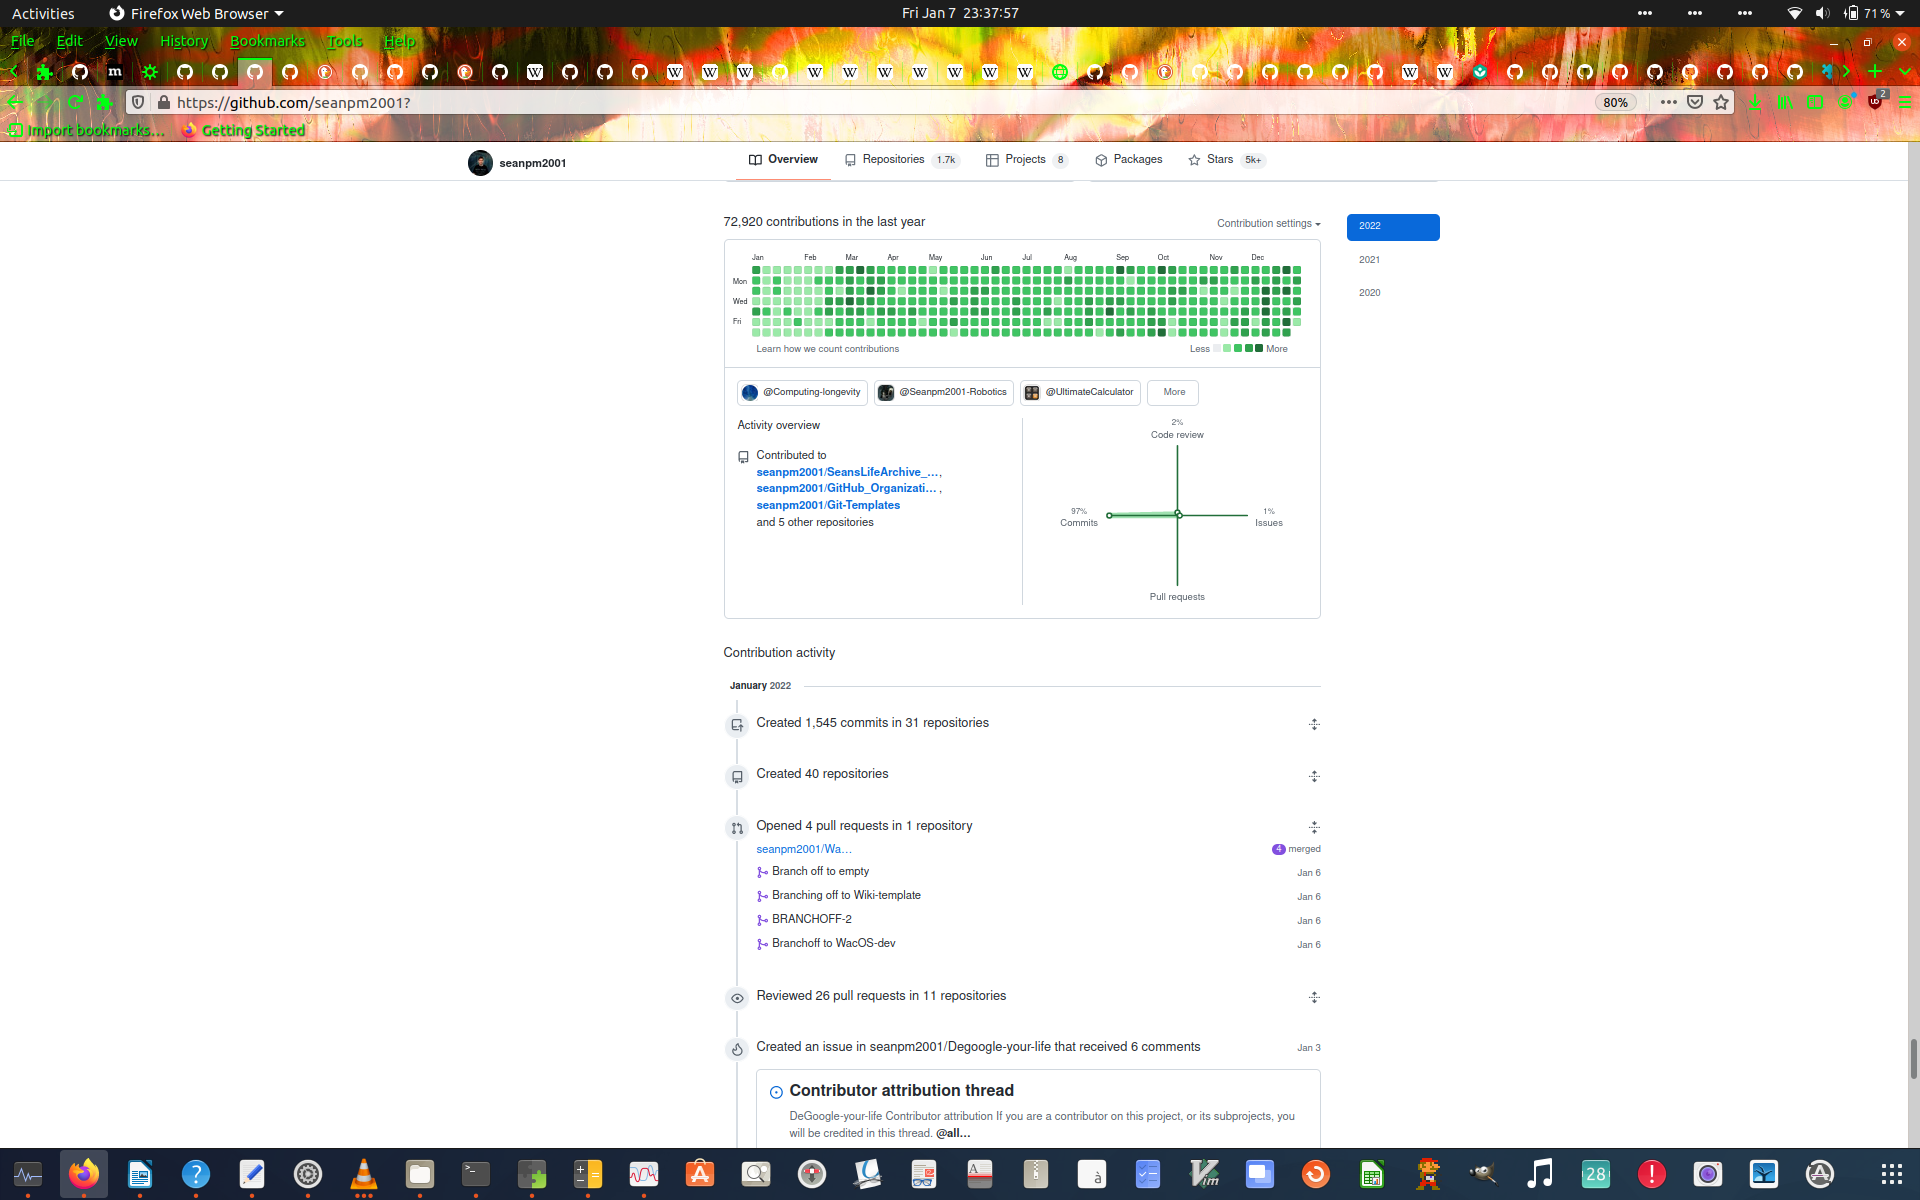 Activities
Firefox Web Browser
Fri Jan 7 23:37:57
71 %
File Edit View History Bookmarks Tools Help
https://github.com/seanpm2001?
80%
2
Import bookmarks...
Getting Started
seanpm2001
Overview
Repositories 1.7k
Projects 8
Packages
Stars 5k+
72,920 contributions in the last year
Contribution settings
2022
2021
2020
Jan Feb Mar Apr May Jun Jul Aug Sep Oct Nov Dec
Mon
Wed
Fri
Learn how we count contributions
Less More
@Computing-longevity
@Seanpm2001-Robotics
@UltimateCalculator
More
Activity overview
Contributed to
seanpm2001/SeansLifeArchive_…,
seanpm2001/GitHub_Organizati… ,
seanpm2001/Git-Templates
and 5 other repositories
2%
Code review
97%
Commits
1%
Issues
Pull requests
Contribution activity
January 2022
Created 1,545 commits in 31 repositories
Created 40 repositories
Opened 4 pull requests in 1 repository
seanpm2001/Wa… 4 merged
Branch off to empty Jan 6
Branching off to Wiki-template Jan 6
BRANCHOFF-2 Jan 6
Branchoff to WacOS-dev Jan 6
Reviewed 26 pull requests in 11 repositories
Created an issue in seanpm2001/Degoogle-your-life that received 6 comments Jan 3
Contributor attribution thread
DeGoogle-your-life Contributor attribution If you are a contributor on this project, or its subprojects, you
will be credited in this thread. @all…
28